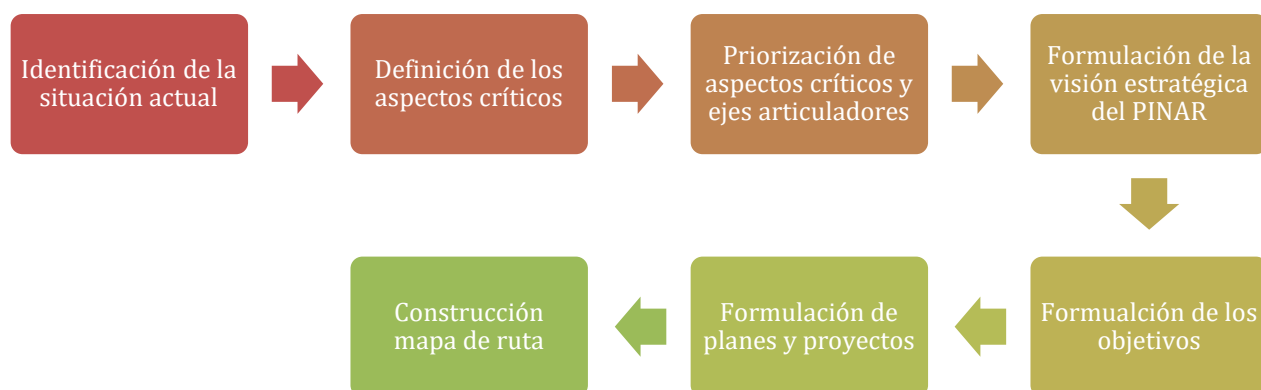 Identificación de la
situación actual
Definición de los
aspectos críticos
Priorización de
aspectos críticos y
ejes articuladores
Formulación de la
visión estratégica
del PINAR
Formualción de los
objetivos
Formulación de
planes y proyectos
Construcción
mapa de ruta